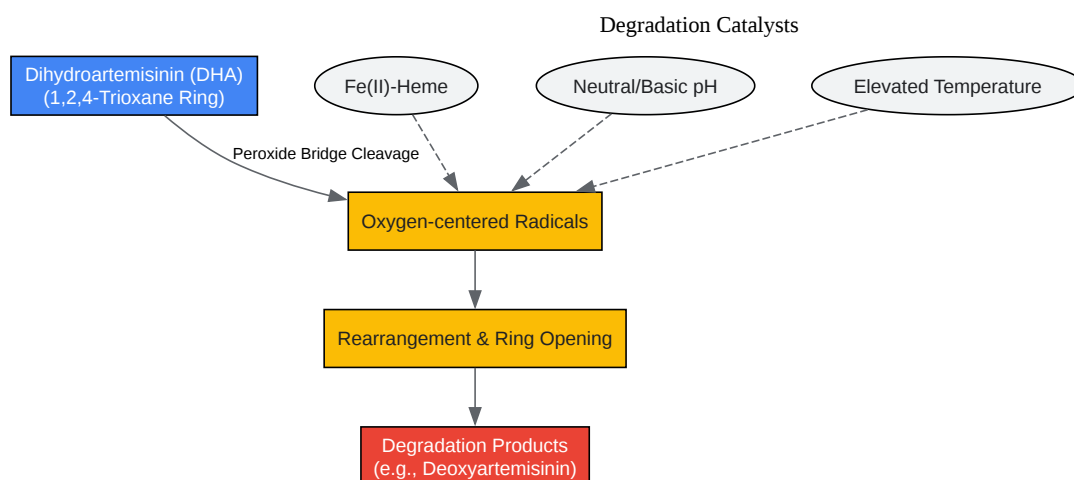 Degradation Catalysts
Dihydroartemisinin (DHA)
(1,2,4-Trioxane Ring)
Fe(II)-Heme
Neutral/Basic pH
Elevated Temperature
Peroxide Bridge Cleavage
Oxygen-centered Radicals
Rearrangement & Ring Opening
Degradation Products
(e.g., Deoxyartemisinin)